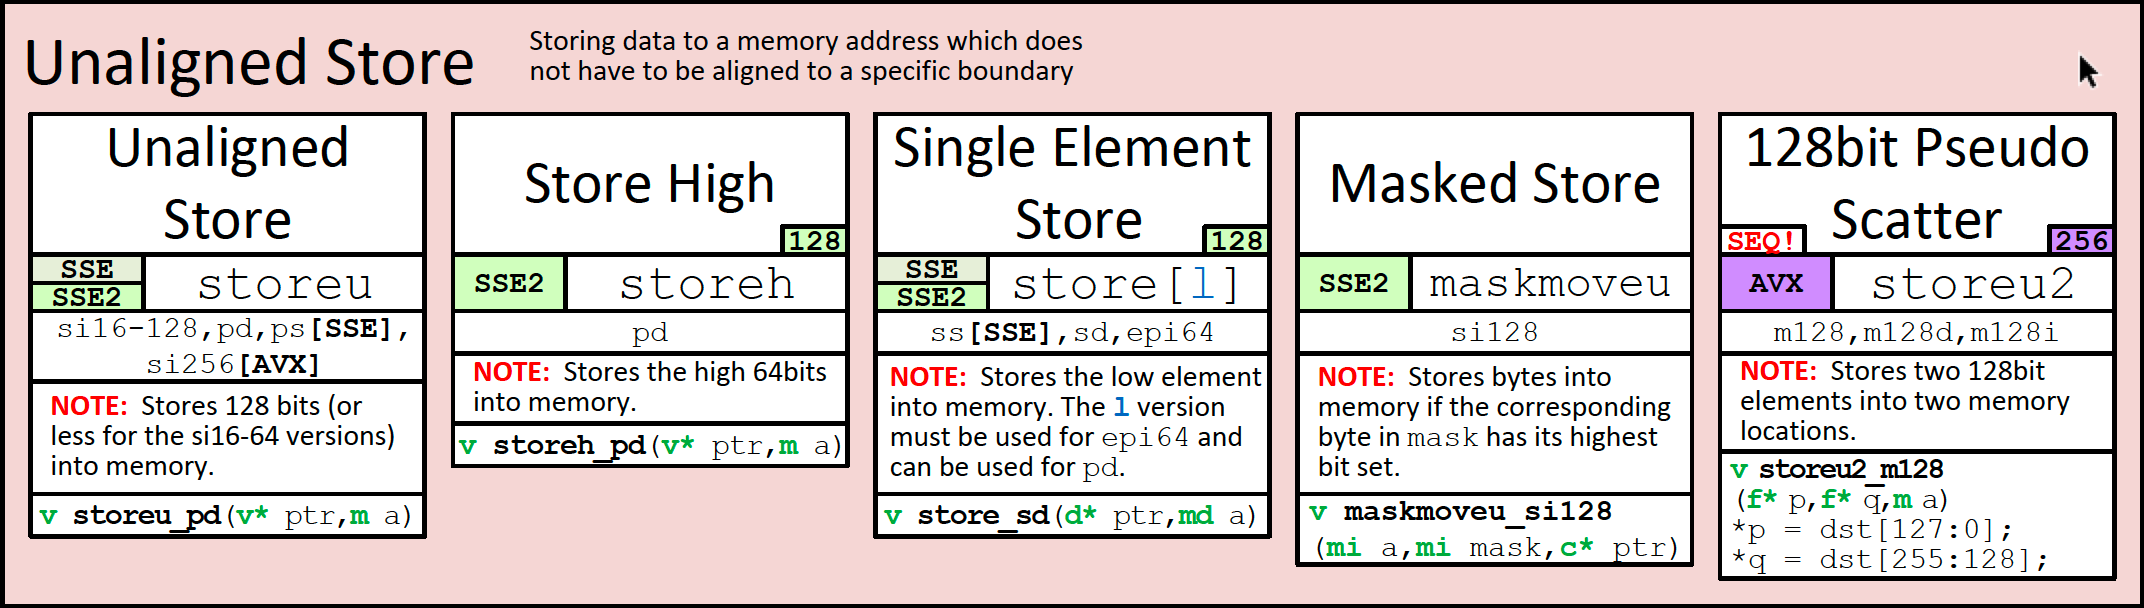 Unaligned Store
Storing data to a memory address which does
not have to be aligned to a specific boundary
Unaligned
Store
SSE
SSE2
storeu
si16-128,pd,ps[SSE],
si256[AVX]
NOTE: Stores 128 bits (or
less for the si16-64 versions)
into memory.
v storeu_pd(v* ptr,m a)
Store High
128
SSE2
storeh
pd
NOTE: Stores the high 64bits
into memory.
v storeh_pd(v* ptr,m a)
Single Element
Store
128
SSE
SSE2
store[l]
ss[SSE],sd,epi64
NOTE: Stores the low element
into memory. The l version
must be used for epi64 and
can be used for pd.
v store_sd(d* ptr,md a)
Masked Store
SSE2
maskmoveu
si128
NOTE: Stores bytes into
memory if the corresponding
byte in mask has its highest
bit set.
v maskmoveu_si128
(mi a,mi mask,c* ptr)
128bit Pseudo
Scatter
SEQ!
256
AVX
storeu2
m128,m128d,m128i
NOTE: Stores two 128bit
elements into two memory
locations.
v storeu2_m128
(f* p,f* q,m a)
*p = dst[127:0];
*q = dst[255:128];